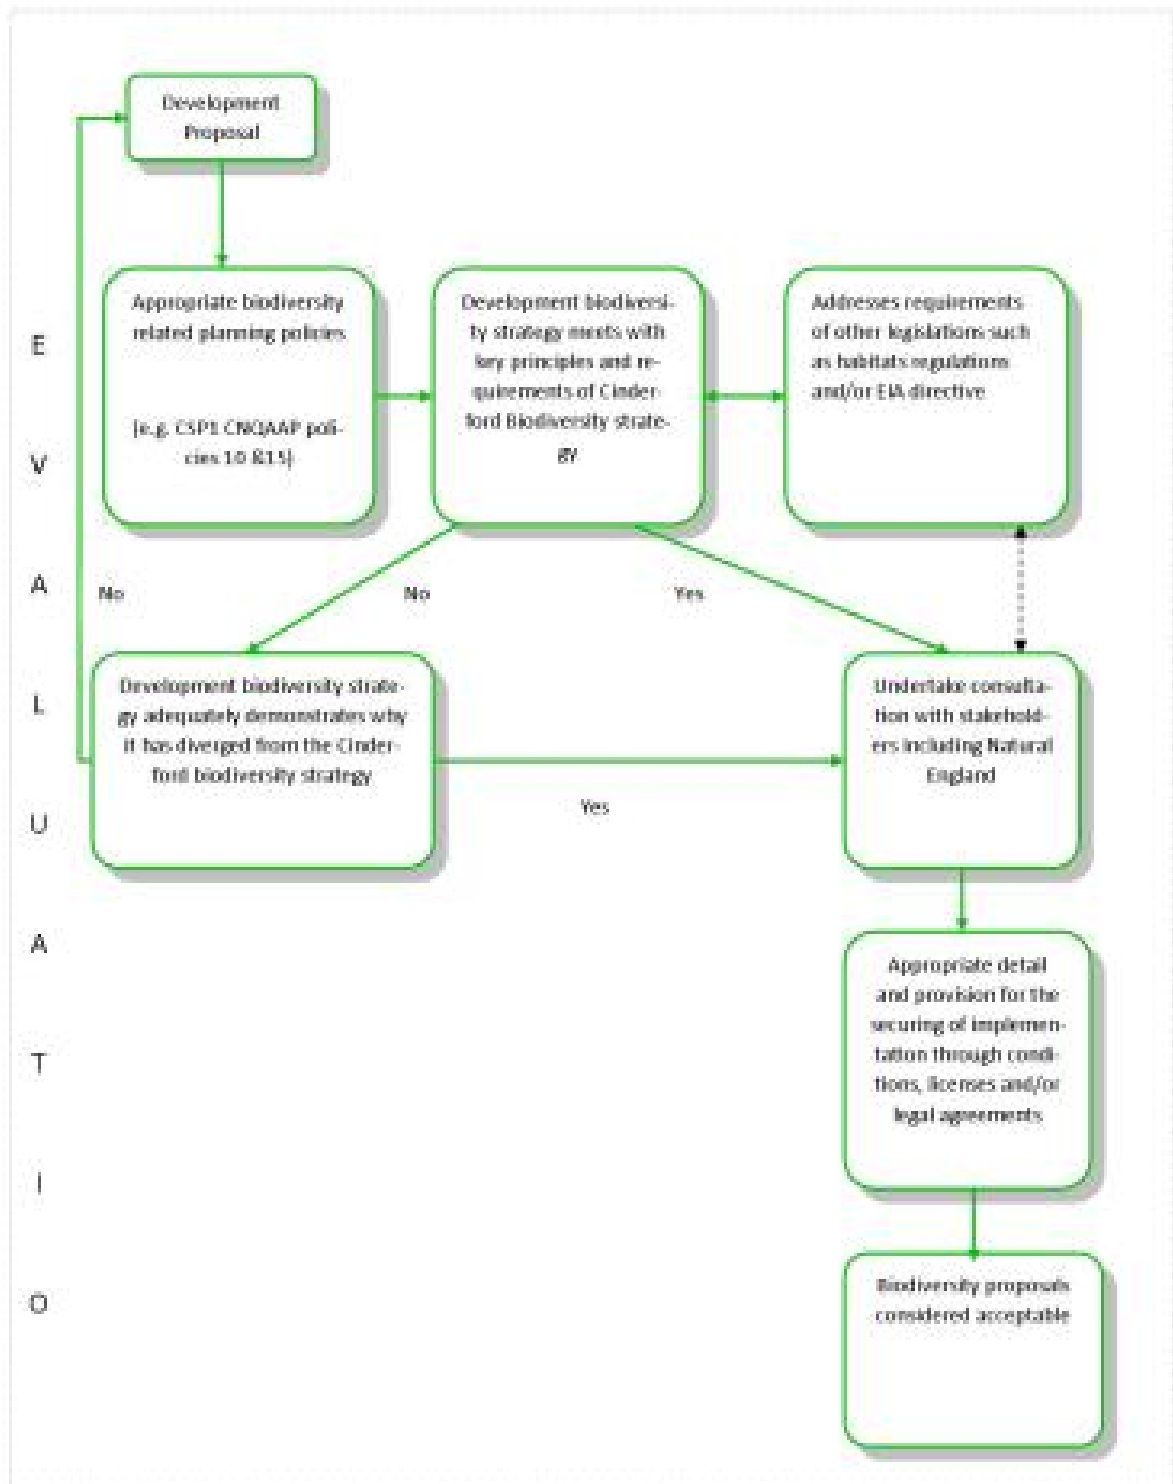 Development
Proposal
Appropriate biodiversity
related planning policies
(e.g. CSP1 CNQAAP poli-
cies 10 &15)
Development biodiversi-
ty strategy meets with
key principles and re-
quirements of Cinder-
ford Biodiversity strate-
gy
Addresses requirements
of other legislations such
as habitats regulations
and/or EIA directive
No
No
Yes
Development biodiversity strate-
gy adequately demonstrates why
it has diverged from the Cinder-
ford biodiversity strategy
Yes
Undertake consulta-
tion with stakehold-
ers including Natural
England
Appropriate detail
and provision for the
securing of implemen-
tation through condi-
tions, licenses and/or
legal agreements
Biodiversity proposals
considered acceptable
E
V
A
L
U
A
T
I
O